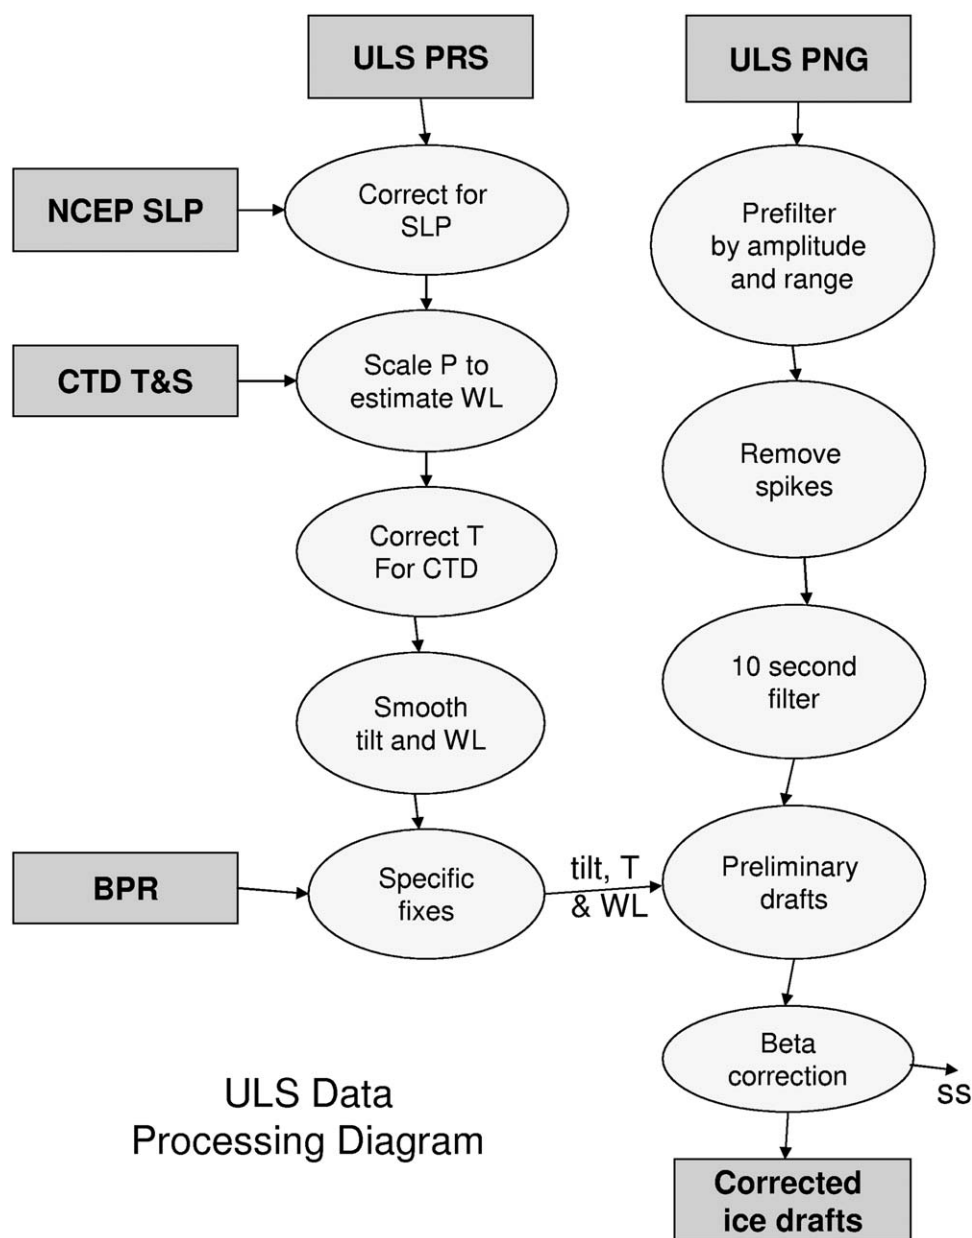 ULS PRS
ULS PNG
NCEP SLP
Correct for
SLP
Prefilter
by amplitude
and range
CTD T&S
Scale P to
estimate WL
Remove
spikes
Correct T
For CTD
10 second
filter
Smooth
tilt and WL
BPR
Specific
fixes
tilt, T
& WL
Preliminary
drafts
Beta
correction
ss
ULS Data
Processing Diagram
Corrected
ice drafts